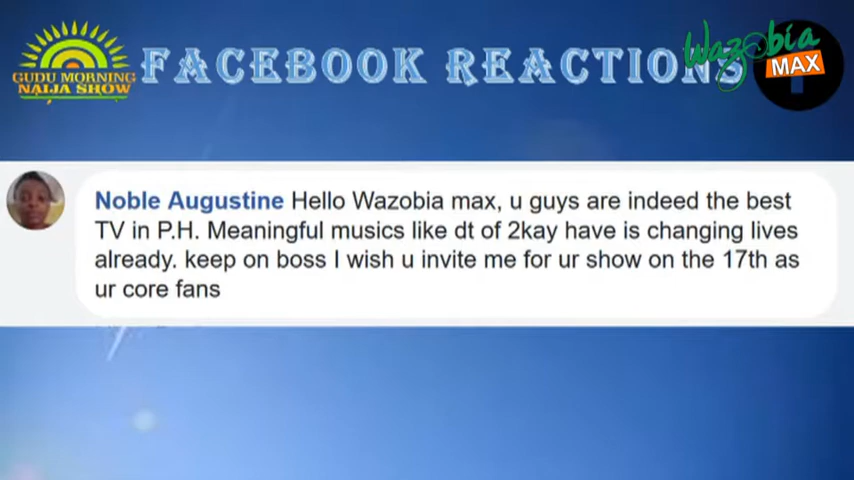 GUDU MORNING
NAIJA SHOW
FACEBOOK REACTIONS
Wazobia
MAX
Noble Augustine Hello Wazobia max, u guys are indeed the best
TV in P.H. Meaningful musics like dt of 2kay have is changing lives
already. keep on boss I wish u invite me for ur show on the 17th as
ur core fans